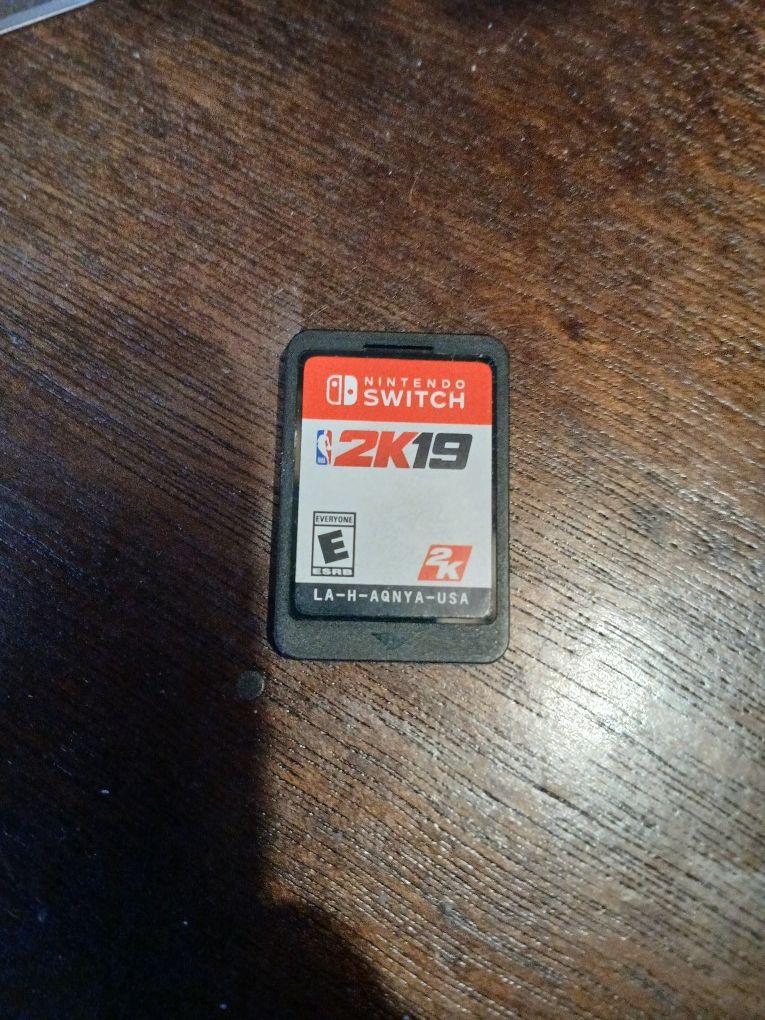 NINTENDO
SWITCH
2K19
EVERYONE
E
ESRB
2K
LA-H-AQNYA-USA